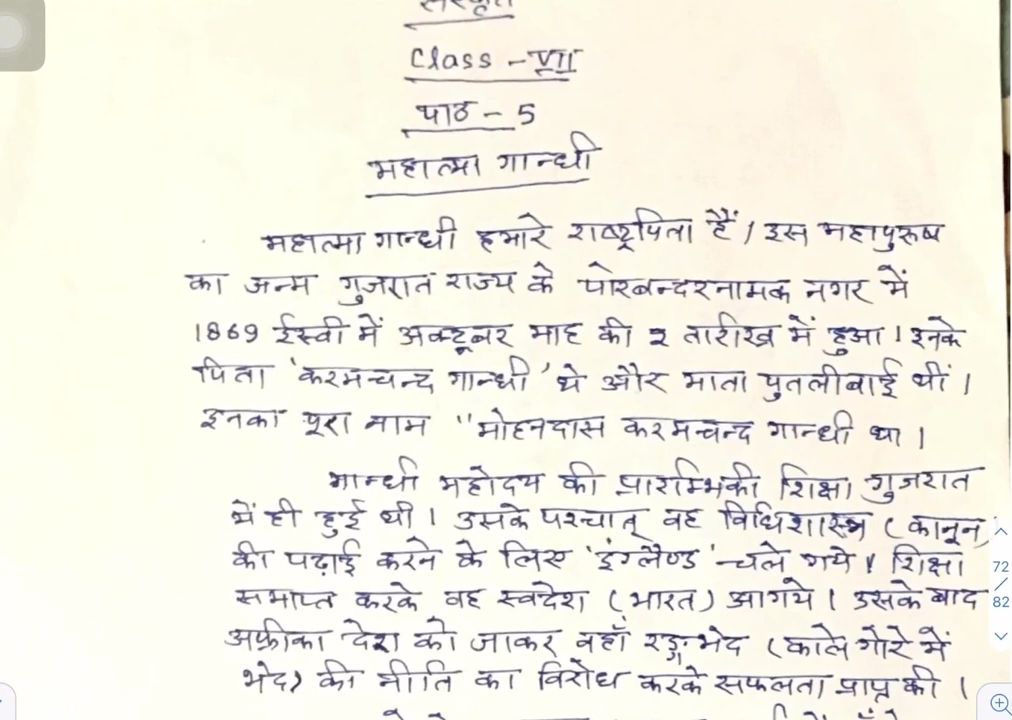 संस्कृत
Class - VII
पाठ - 5
महात्मा गान्धी
महात्मा गान्धी हमारे राष्ट्रपिता हैं। इस महापुरुष
का जन्म गुजरात राज्य के पोरबन्दरनामक नगर में
1869 ईस्वी में अक्टूबर माह की 2 तारीख में हुआ। इनके
पिता 'करमचन्द गान्धी' थे और माता पुतलीबाई थीं।
इनका पूरा नाम "मोहनदास करमचन्द गान्धी था।
गान्धी महोदय की प्रारम्भिकी शिक्षा गुजरात
में ही हुई थी। उसके पश्चात् वह विधिशास्त्र (कानून)
की पढ़ाई करने के लिए 'इंग्लैण्ड' चले गये। शिक्षा
समाप्त करके वह स्वदेश (भारत) आगये। उसके बाद
अफ्रीका देश को जाकर वहाँ रङ्गभेद (काले गोरे में
भेद) की नीति का विरोध करके सफलता प्राप्त की।
72
82